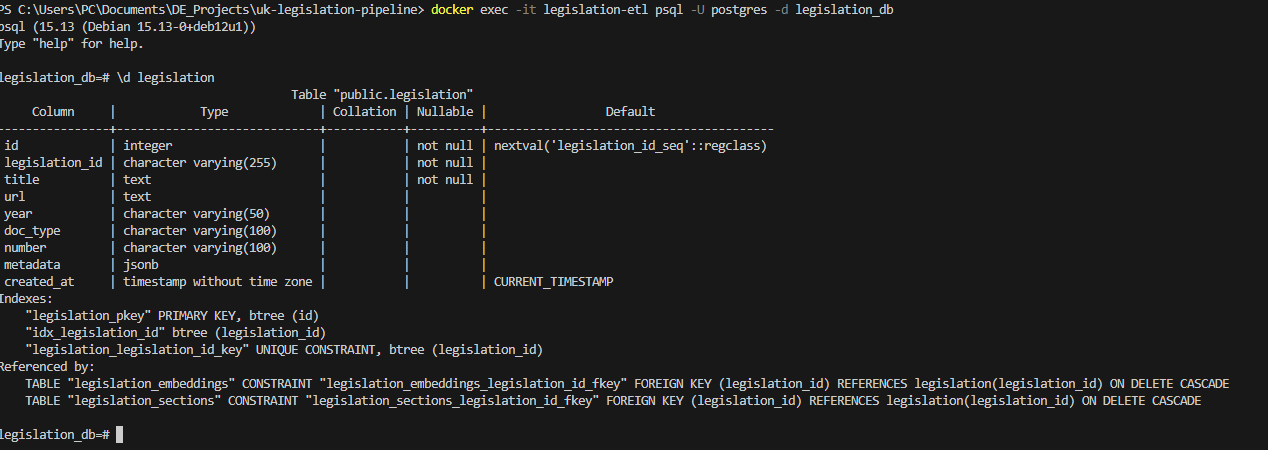 PS C:\Users\PC\Documents\DE_Projects\uk-legislation-pipeline> docker exec -it legislation-etl psql -U postgres -d legislation_db
psql (15.13 (Debian 15.13-0+deb12u1))
Type "help" for help.
legislation_db=# \d legislation
Table "public.legislation"
Column | Type | Collation | Nullable | Default
----------------+-----------------------------+-----------+----------+-----------------------------------------
id | integer | | not null | nextval('legislation_id_seq'::regclass)
legislation_id | character varying(255) | | not null |
title | text | | not null |
url | text | | |
year | character varying(50) | | |
doc_type | character varying(100) | | |
number | character varying(100) | | |
metadata | jsonb | | |
created_at | timestamp without time zone | | | CURRENT_TIMESTAMP
Indexes:
"legislation_pkey" PRIMARY KEY, btree (id)
"idx_legislation_id" btree (legislation_id)
"legislation_legislation_id_key" UNIQUE CONSTRAINT, btree (legislation_id)
Referenced by:
TABLE "legislation_embeddings" CONSTRAINT "legislation_embeddings_legislation_id_fkey" FOREIGN KEY (legislation_id) REFERENCES legislation(legislation_id) ON DELETE CASCADE
TABLE "legislation_sections" CONSTRAINT "legislation_sections_legislation_id_fkey" FOREIGN KEY (legislation_id) REFERENCES legislation(legislation_id) ON DELETE CASCADE
legislation_db=#